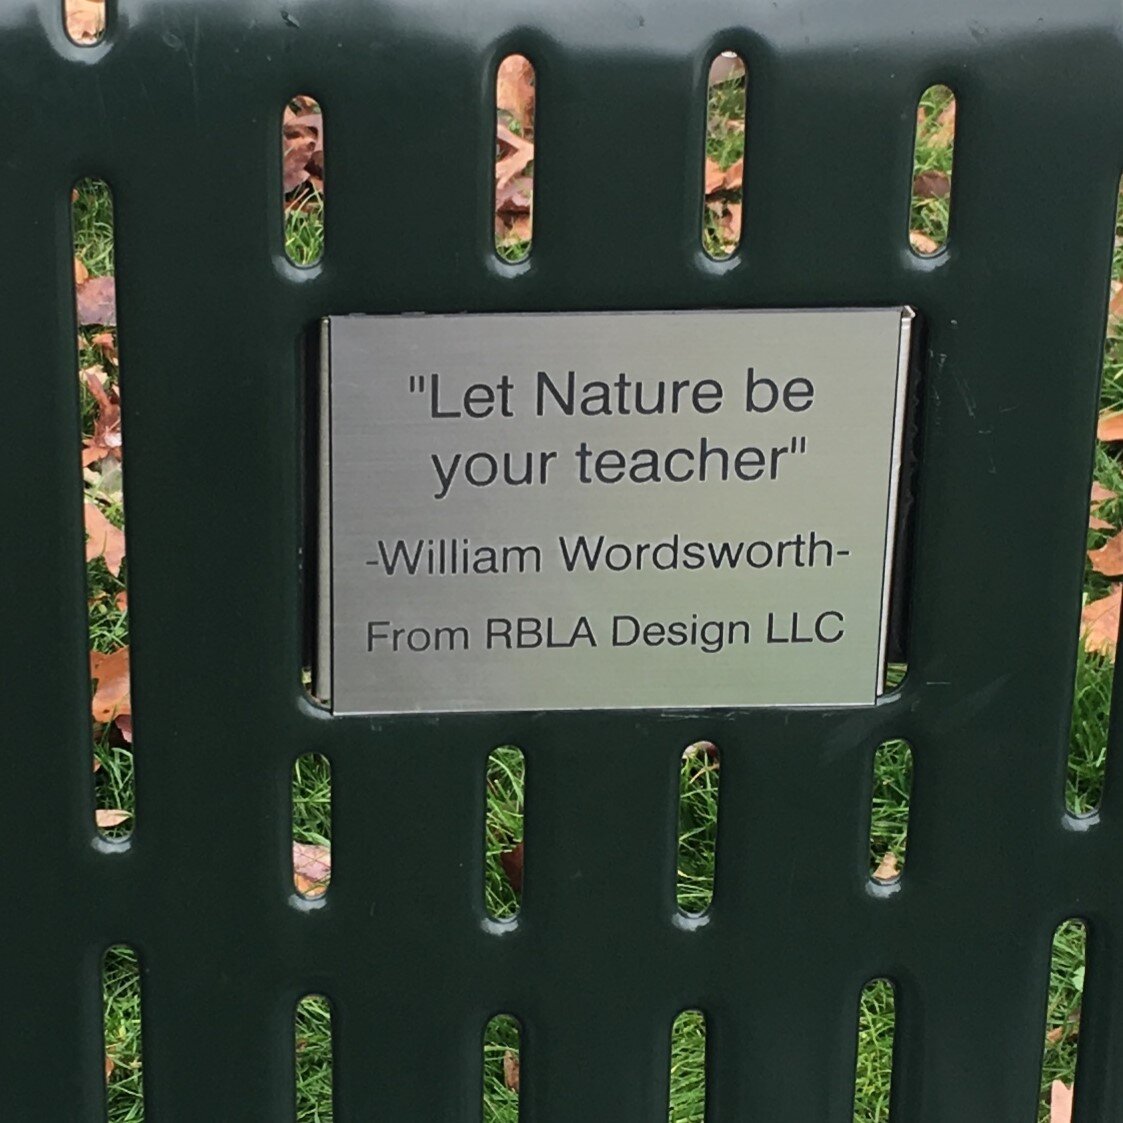 "Let Nature be
your teacher"
-William Wordsworth-
From RBLA Design LLC